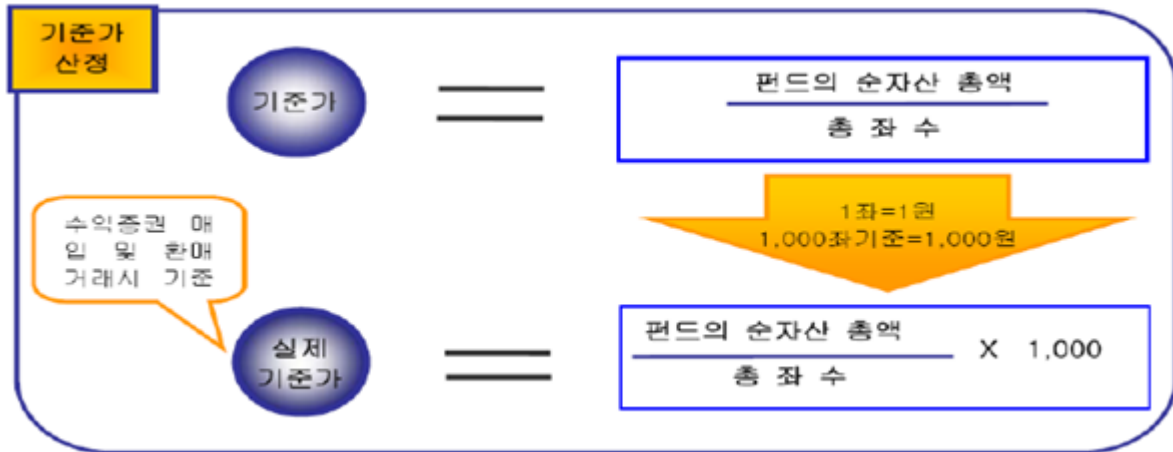 기준가
산정
기준가
펀드의 순자산 총액
총 좌 수
1좌=1원
1,000좌기준=1,000원
수익증권 매
입 및 환매
거래시 기준
실제
기준가
펀드의 순자산 총액
총 좌 수
X 1,000